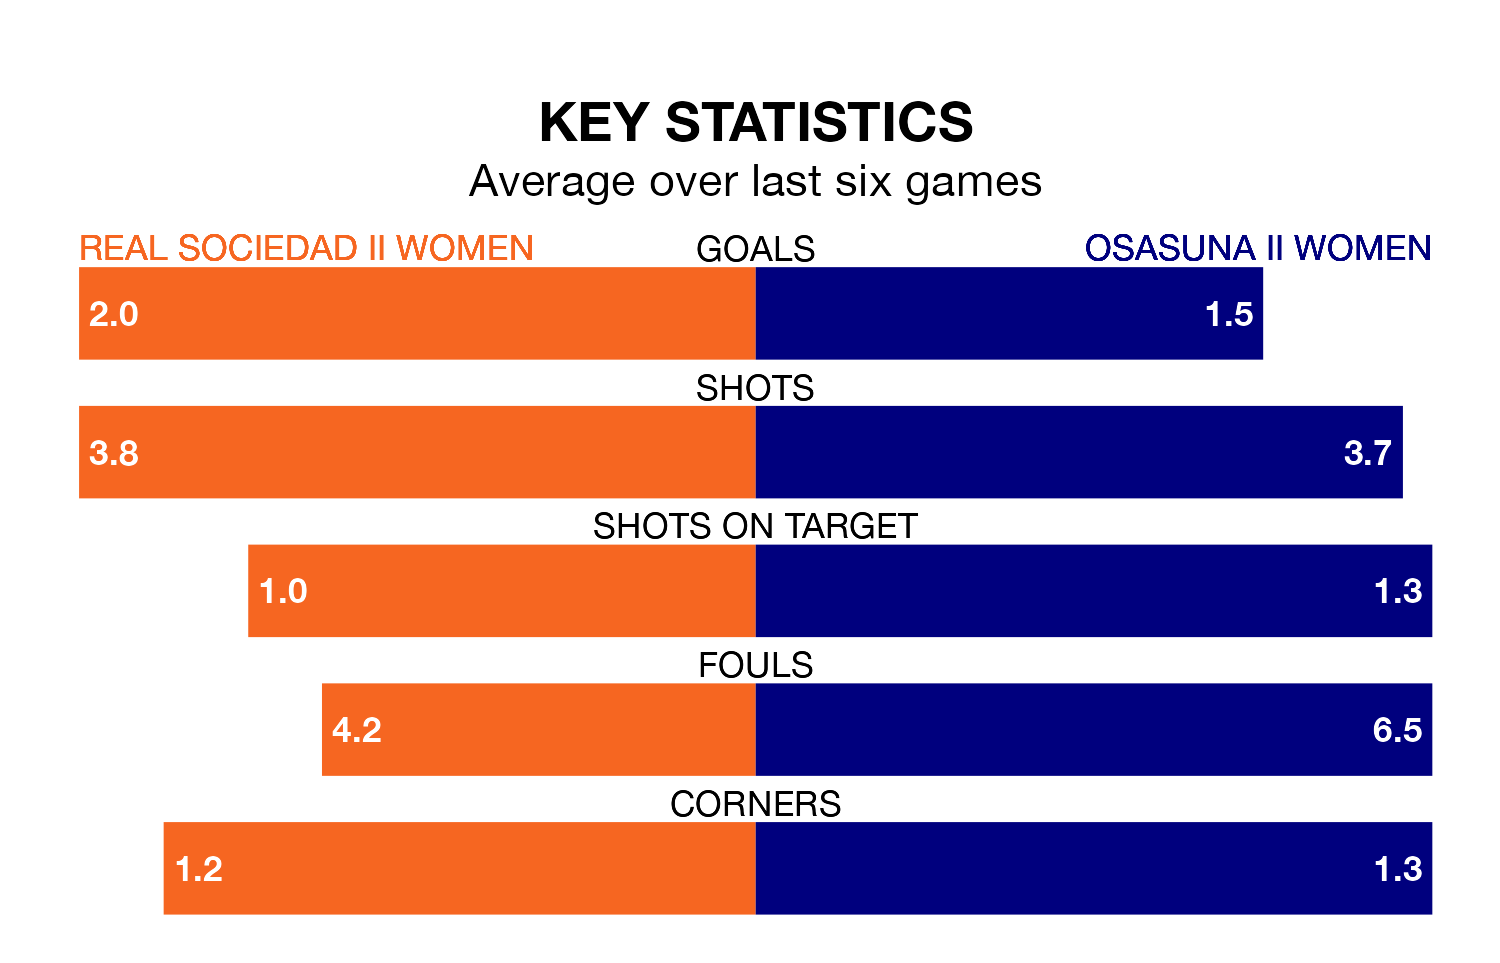 KEY STATISTICS
Average over last six games
REAL SOCIEDAD II WOMEN GOALS OSASUNA II WOMEN
2.0 1.5
SHOTS
3.8 3.7
SHOTS ON TARGET
1.0 1.3
FOULS
4.2 6.5
CORNERS
1.2 1.3